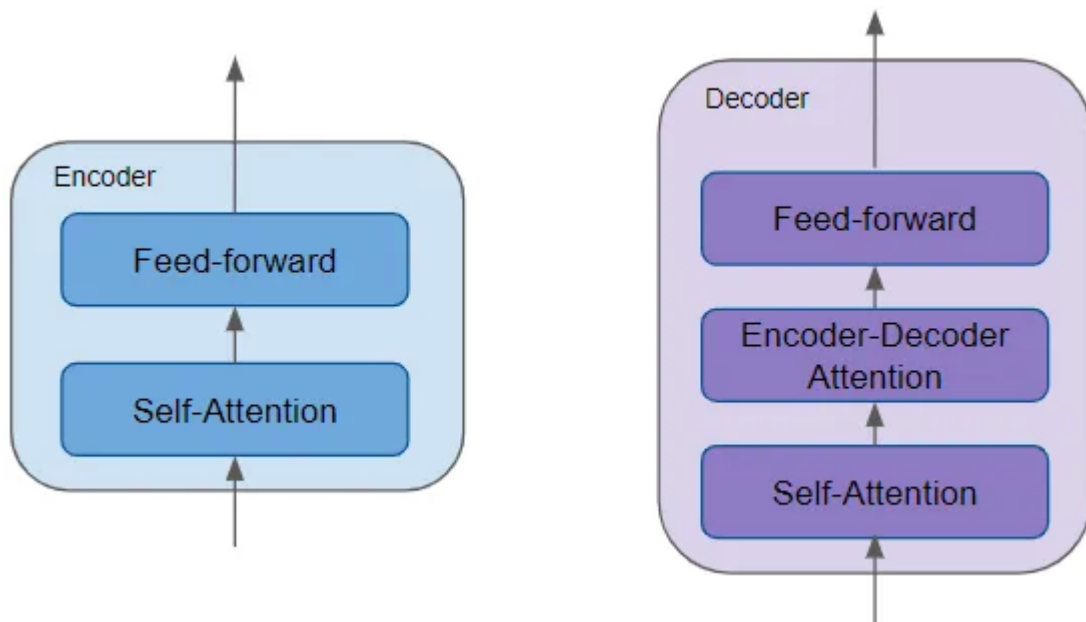 Encoder
Feed-forward
Self-Attention
Decoder
Feed-forward
Encoder-Decoder
Attention
Self-Attention